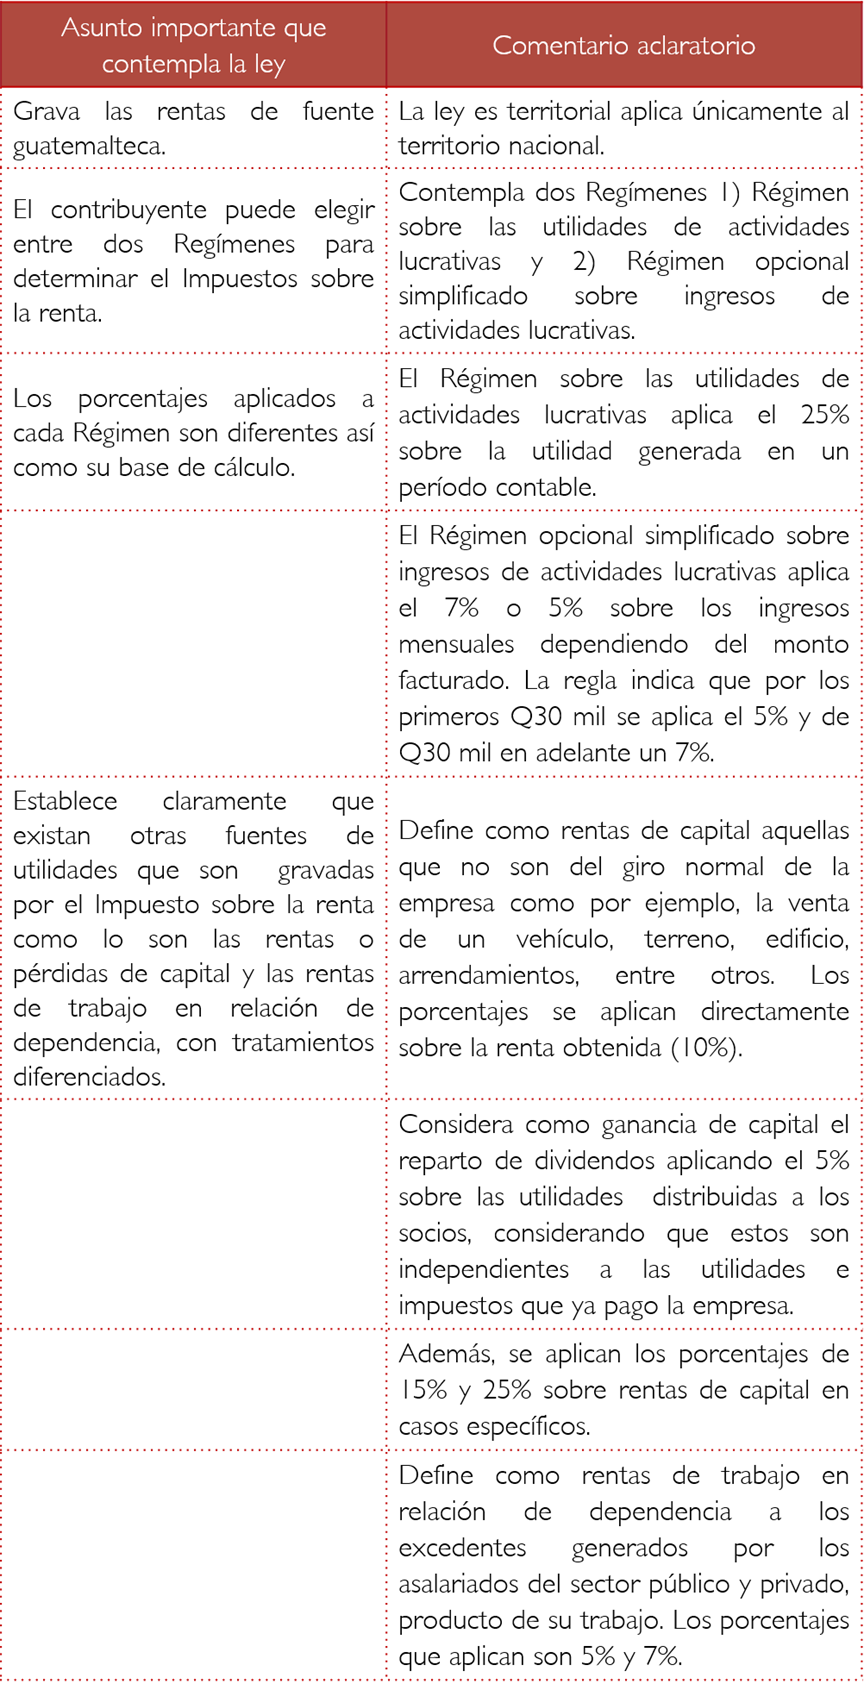 Asunto importante que
contempla la ley
Comentario aclaratorio
Grava las rentas de fuente
guatemalteca.
La ley es territorial aplica únicamente al
territorio nacional.
El contribuyente puede elegir
entre dos Regímenes para
determinar el Impuestos sobre
la renta.
Contempla dos Regímenes 1) Régimen
sobre las utilidades de actividades
lucrativas y 2) Régimen opcional
simplificado sobre ingresos de
actividades lucrativas.
Los porcentajes aplicados a
cada Régimen son diferentes así
como su base de cálculo.
El Régimen sobre las utilidades de
actividades lucrativas aplica el 25%
sobre la utilidad generada en un
período contable.
El Régimen opcional simplificado sobre
ingresos de actividades lucrativas aplica
el 7% o 5% sobre los ingresos
mensuales dependiendo del monto
facturado. La regla indica que por los
primeros Q30 mil se aplica el 5% y de
Q30 mil en adelante un 7%.
Establece claramente que
existan otras fuentes de
utilidades que son gravadas
por el Impuesto sobre la renta
como lo son las rentas o
pérdidas de capital y las rentas
de trabajo en relación de
dependencia, con tratamientos
diferenciados.
Define como rentas de capital aquellas
que no son del giro normal de la
empresa como por ejemplo, la venta
de un vehículo, terreno, edificio,
arrendamientos, entre otros. Los
porcentajes se aplican directamente
sobre la renta obtenida (10%).
Considera como ganancia de capital el
reparto de dividendos aplicando el 5%
sobre las utilidades distribuidas a los
socios, considerando que estos son
independientes a las utilidades e
impuestos que ya pago la empresa.
Además, se aplican los porcentajes de
15% y 25% sobre rentas de capital en
casos específicos.
Define como rentas de trabajo en
relación de dependencia a los
excedentes generados por los
asalariados del sector público y privado,
producto de su trabajo. Los porcentajes
que aplican son 5% y 7%.